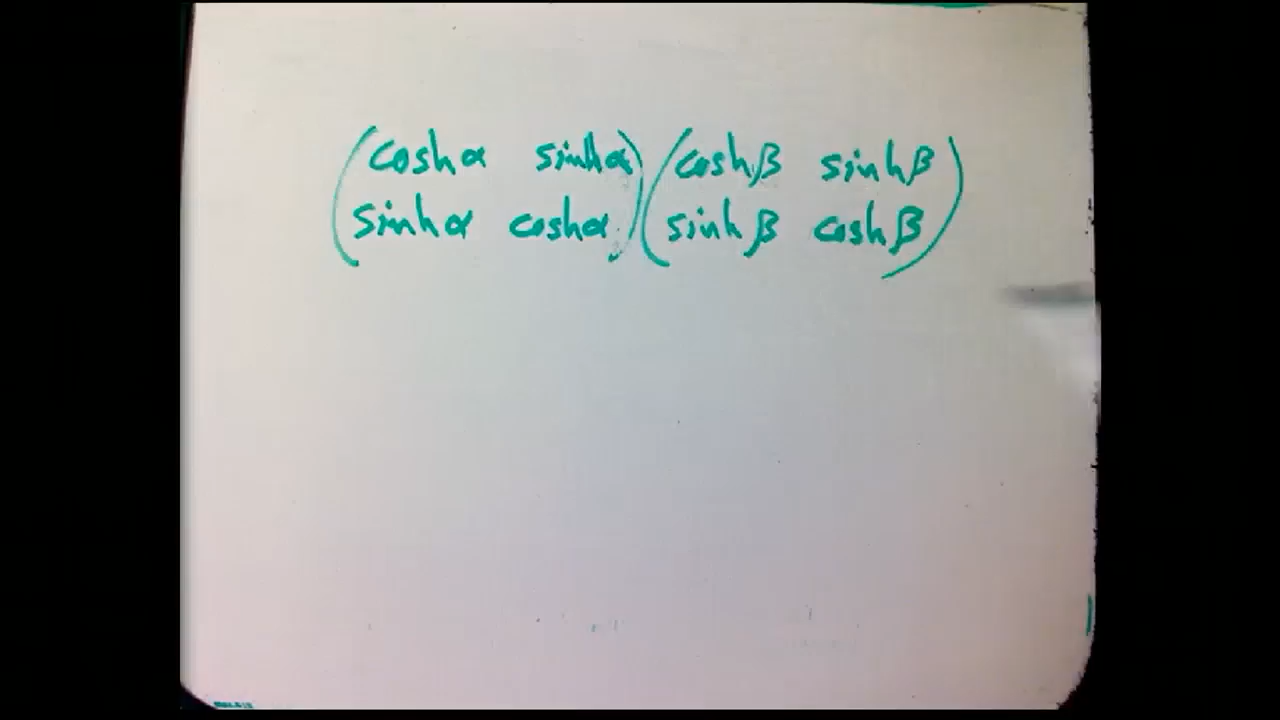 (cosh α sinh α) (cosh β sinh β)
(sinh α cosh α) (sinh β cosh β)